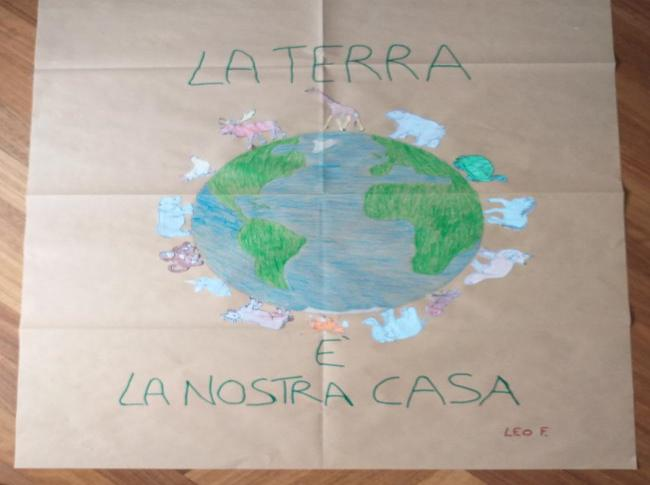 LA TERRA
E'
LA NOSTRA CASA
LEO F.